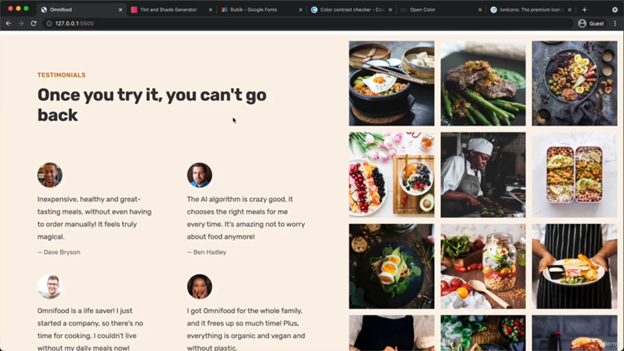 Omnifood
Tint and Shade Generator
Rubik - Google Fonts
Color contrast checker - Co
Open Color
Ionicons: The premium icon
127.0.0.1:5500
Guest
TESTIMONIALS
Once you try it, you can't go
back
Inexpensive, healthy and great-
tasting meals, without even having
to order manually! It feels truly
magical.
— Dave Bryson
The AI algorithm is crazy good, it
chooses the right meals for me
every time. It's amazing not to worry
about food anymore!
— Ben Hadley
Omnifood is a life saver! I just
started a company, so there's no
time for cooking. I couldn't live
without my daily meals now!
I got Omnifood for the whole family,
and it frees up so much time! Plus,
everything is organic and vegan and
without plastic.